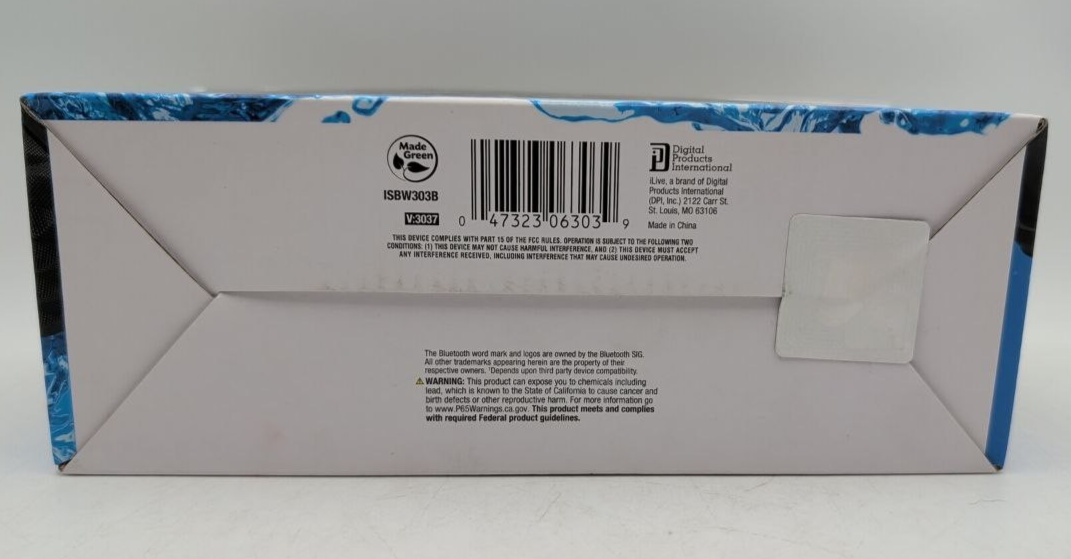 Made
Green
ISBW303B
V:3037
0 47323 06303 9
Digital
Products
International
iLive, a brand of Digital
Products International
(DPI, Inc.) 2122 Carr St.
St. Louis, MO 63106
Made in China
THIS DEVICE COMPLIES WITH PART 15 OF THE FCC RULES. OPERATION IS SUBJECT TO THE FOLLOWING TWO
CONDITIONS: (1) THIS DEVICE MAY NOT CAUSE HARMFUL INTERFERENCE, AND (2) THIS DEVICE MUST ACCEPT
ANY INTERFERENCE RECEIVED, INCLUDING INTERFERENCE THAT MAY CAUSE UNDESIRED OPERATION.
The Bluetooth word mark and logos are owned by the Bluetooth SIG.
All other trademarks appearing herein are the property of their
respective owners. ¹Depends upon third party device compatibility.
⚠ WARNING: This product can expose you to chemicals including
lead, which is known to the State of California to cause cancer and
birth defects or other reproductive harm. For more information go
to www.P65Warnings.ca.gov. This product meets and complies
with required Federal product guidelines.